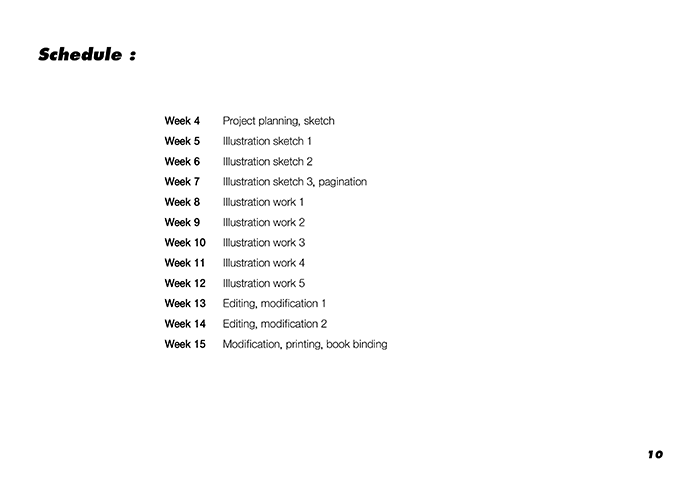 Schedule :
Week 4 Project planning, sketch
Week 5 Illustration sketch 1
Week 6 Illustration sketch 2
Week 7 Illustration sketch 3, pagination
Week 8 Illustration work 1
Week 9 Illustration work 2
Week 10 Illustration work 3
Week 11 Illustration work 4
Week 12 Illustration work 5
Week 13 Editing, modification 1
Week 14 Editing, modification 2
Week 15 Modification, printing, book binding
10